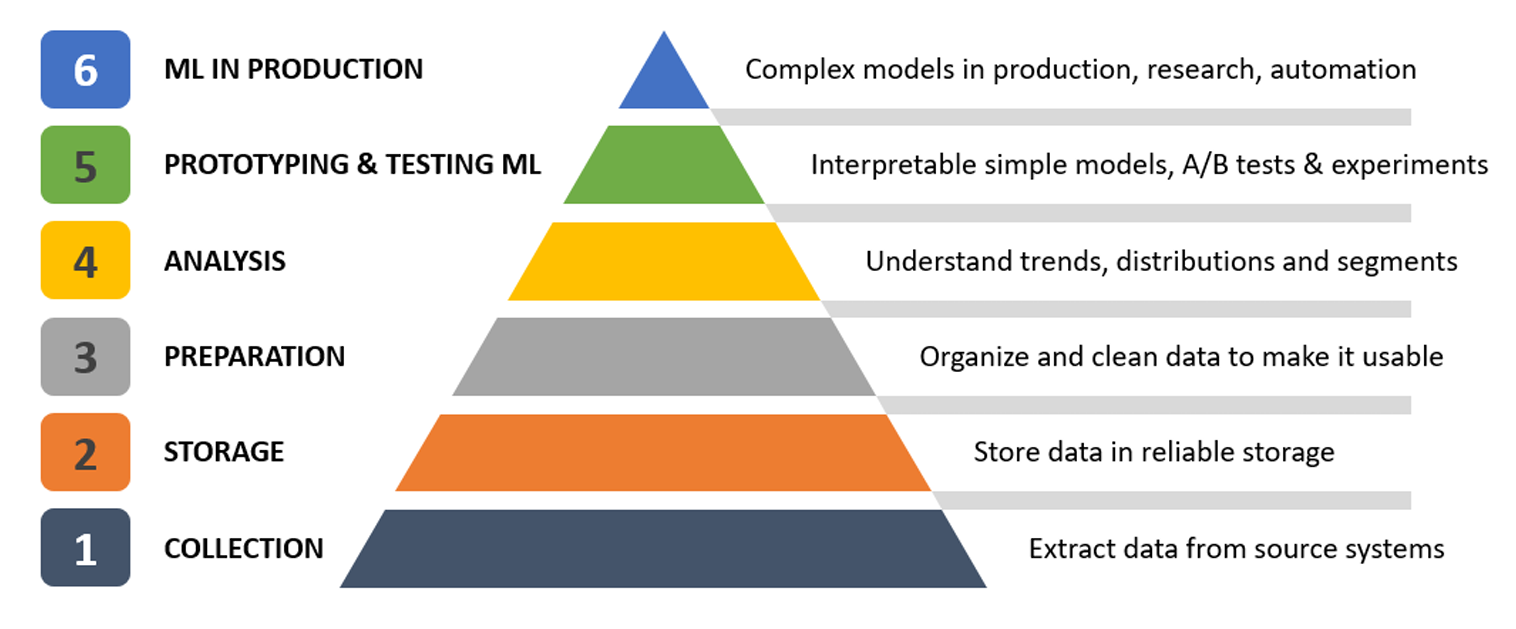 6 ML IN PRODUCTION Complex models in production, research, automation
5 PROTOTYPING & TESTING ML Interpretable simple models, A/B tests & experiments
4 ANALYSIS Understand trends, distributions and segments
3 PREPARATION Organize and clean data to make it usable
2 STORAGE Store data in reliable storage
1 COLLECTION Extract data from source systems